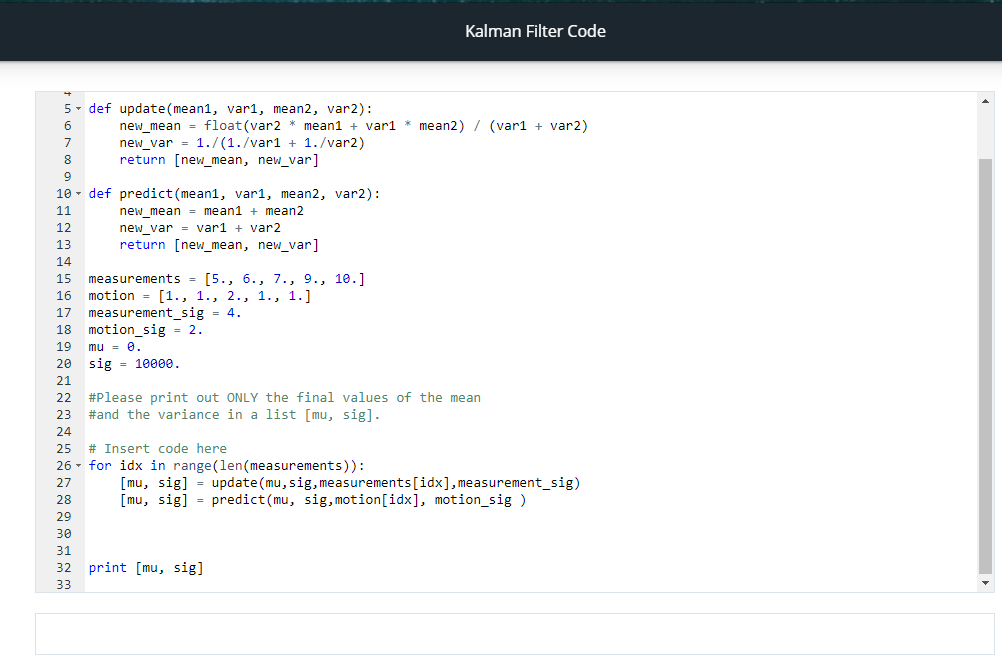 Kalman Filter Code
4
5 def update(mean1, var1, mean2, var2):
6     new_mean = float(var2 * mean1 + var1 * mean2) / (var1 + var2)
7     new_var = 1./(1./var1 + 1./var2)
8     return [new_mean, new_var]
9
10 def predict(mean1, var1, mean2, var2):
11     new_mean = mean1 + mean2
12     new_var = var1 + var2
13     return [new_mean, new_var]
14
15 measurements = [5., 6., 7., 9., 10.]
16 motion = [1., 1., 2., 1., 1.]
17 measurement_sig = 4.
18 motion_sig = 2.
19 mu = 0.
20 sig = 10000.
21
22 #Please print out ONLY the final values of the mean
23 #and the variance in a list [mu, sig].
24
25 # Insert code here
26 for idx in range(len(measurements)):
27     [mu, sig] = update(mu,sig,measurements[idx],measurement_sig)
28     [mu, sig] = predict(mu, sig,motion[idx], motion_sig )
29
30
31
32 print [mu, sig]
33